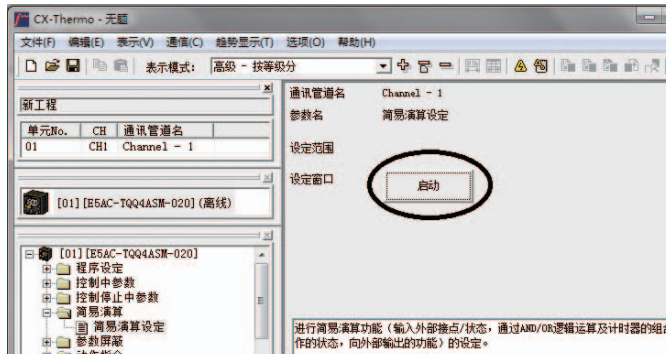 CX-Thermo - 无题
文件(F) 编辑(E) 表示(V) 通信(C) 趋势显示(T) 选项(O) 帮助(H)
表示模式: 高级 - 按等级分
新工程
单元No. CH 通讯管道名
01 CH1 Channel - 1
[01][E5AC-TQQ4ASM-020](离线)
[01][E5AC-TQQ4ASM-020]
程序设定
控制中参数
控制停止中参数
简易演算
简易演算设定
参数屏蔽
动作指令
通讯管道名 Channel - 1
参数名 简易演算设定
设定范围
设定窗口 启动
进行简易演算功能(输入外部接点/状态,通过AND/OR逻辑运算及计时器的组合
作的状态,向外部输出的功能)的设定。